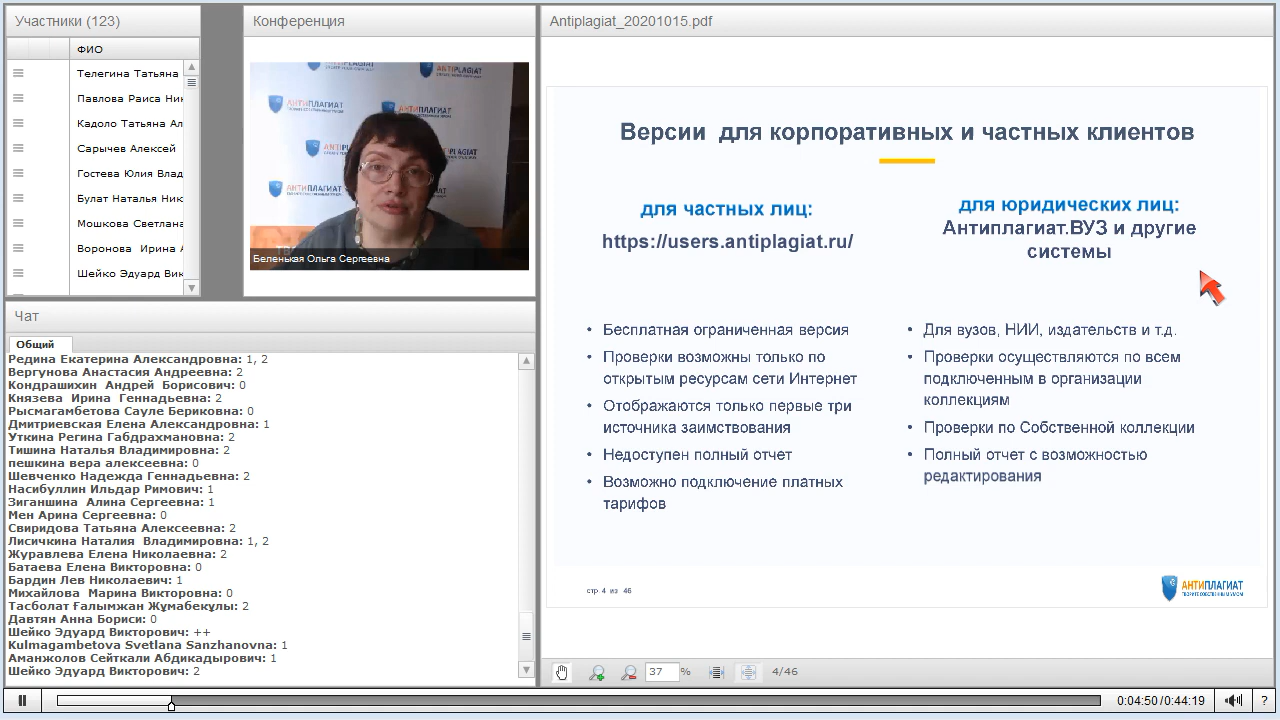 Участники (123)
ФИО
Телегина Татьяна
Павлова Раиса Ник
Кадоло Татьяна Ал
Сарычев Алексей
Гостева Юлия Влад
Булат Наталья Ник
Мошкова Светлана
Воронова Ирина А
Шейко Эдуард Вик
Конференция
АНТИПЛАГИАТ
Беленькая Ольга Сергеевна
Чат
Общий
Редина Екатерина Александровна: 1, 2
Вергунова Анастасия Андреевна: 2
Кондрашихин Андрей Борисович: 0
Князева Ирина Геннадьевна: 2
Рысмагамбетова Сауле Бериковна: 0
Дмитриевская Елена Александровна: 1
Уткина Регина Габдрахмановна: 2
Тишина Наталья Владимировна: 2
пешкина вера алексеевна: 0
Шевченко Надежда Геннадьевна: 2
Насибуллин Ильдар Римович: 1
Зиганшина Алина Сергеевна: 1
Мен Арина Сергеевна: 0
Свиридова Татьяна Алексеевна: 2
Лисичкина Наталия Владимировна: 1, 2
Журавлева Елена Николаевна: 2
Батаева Елена Викторовна: 0
Бардин Лев Николаевич: 1
Михайлова Марина Викторовна: 0
Тасболат Ғалымжан Жұмабекұлы: 2
Давтян Анна Бориси: 0
Шейко Эдуард Викторович: ++
Kulmagambetova Svetlana Sanzhanovna: 1
Аманжолов Сейткали Абдикадырович: 1
Шейко Эдуард Викторович: 2
Antiplagiat_20201015.pdf
Версии для корпоративных и частных клиентов
для частных лиц:
https://users.antiplagiat.ru/
• Бесплатная ограниченная версия
• Проверки возможны только по
открытым ресурсам сети Интернет
• Отображаются только первые три
источника заимствования
• Недоступен полный отчет
• Возможно подключение платных
тарифов
для юридических лиц:
Антиплагиат.ВУЗ и другие
системы
• Для вузов, НИИ, издательств и т.д.
• Проверки осуществляются по всем
подключенным в организации
коллекциям
• Проверки по Собственной коллекции
• Полный отчет с возможностью
редактирования
стр 4 из 46
АНТИПЛАГИАТ
ТВОРИТЕ СОБСТВЕННЫМ УМОМ
37 %
4/46
0:04:50/0:44:19
?